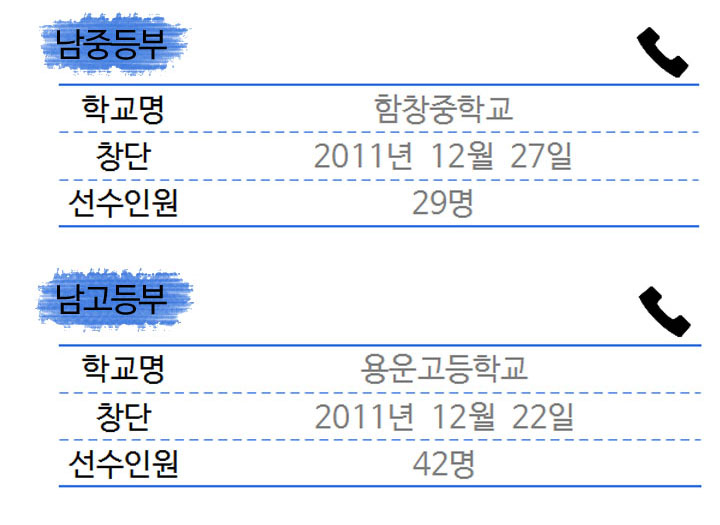 남중등부
학교명 함창중학교
창단 2011년 12월 27일
선수인원 29명
남고등부
학교명 용운고등학교
창단 2011년 12월 22일
선수인원 42명